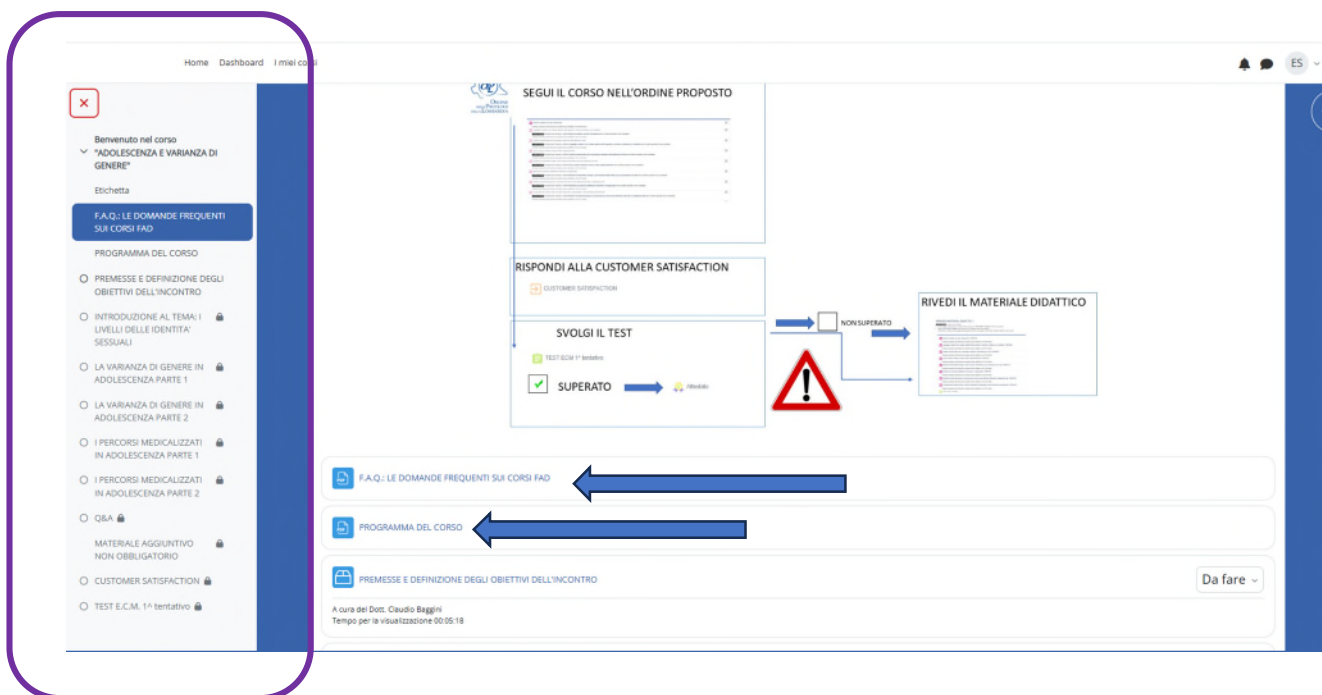 Home Dashboard I miei corsi
ES
Benvenuto nel corso
"ADOLESCENZA E VARIANZA DI
GENERE"
Etichetta
F.A.Q.: LE DOMANDE FREQUENTI
SUI CORSI FAD
PROGRAMMA DEL CORSO
PREMESSE E DEFINIZIONE DEGLI
OBIETTIVI DELL'INCONTRO
INTRODUZIONE AL TEMA: I
LIVELLI DELLE IDENTITA'
SESSUALI
LA VARIANZA DI GENERE IN
ADOLESCENZA PARTE 1
LA VARIANZA DI GENERE IN
ADOLESCENZA PARTE 2
I PERCORSI MEDICALIZZATI
IN ADOLESCENZA PARTE 1
I PERCORSI MEDICALIZZATI
IN ADOLESCENZA PARTE 2
Q&A
MATERIALE AGGIUNTIVO
NON OBBLIGATORIO
CUSTOMER SATISFACTION
TEST E.C.M. 1^ tentativo
SEGUI IL CORSO NELL'ORDINE PROPOSTO
RISPONDI ALLA CUSTOMER SATISFACTION
CUSTOMER SATISFACTION
SVOLGI IL TEST
TEST ECM 1° tentativo
SUPERATO
Attestato
NON SUPERATO
RIVEDI IL MATERIALE DIDATTICO
F.A.Q.: LE DOMANDE FREQUENTI SUI CORSI FAD
PROGRAMMA DEL CORSO
PREMESSE E DEFINIZIONE DEGLI OBIETTIVI DELL'INCONTRO
Da fare
A cura del Dott. Claudio Baggini
Tempo per la visualizzazione 00:05:18